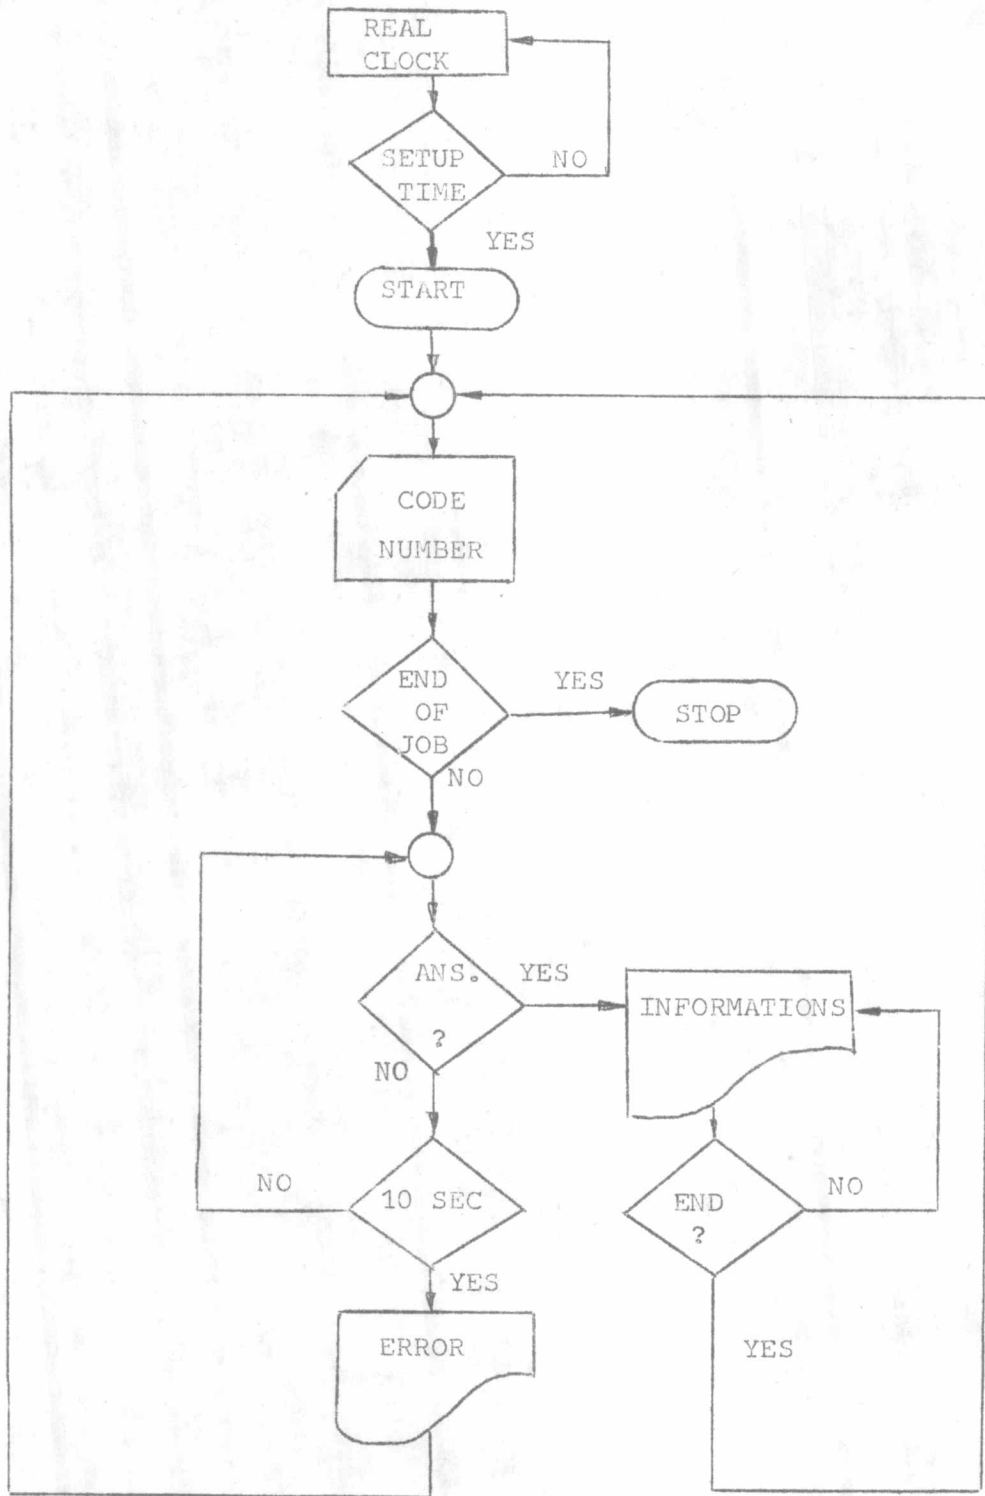 REAL
CLOCK
SETUP
TIME
NO
YES
START
CODE
NUMBER
END
OF
JOB
YES
STOP
NO
ANS.
?
YES
INFORMATIONS
NO
10 SEC
NO
END
?
NO
YES
ERROR
YES